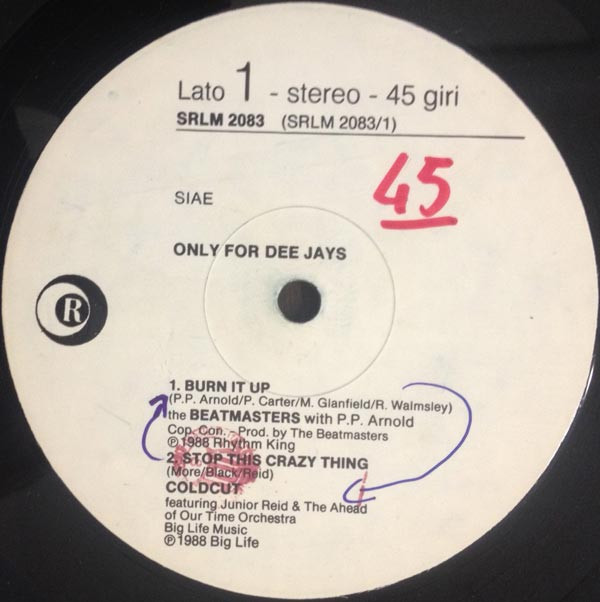 Lato 1 - stereo - 45 giri
SRLM 2083 (SRLM 2083/1)
45
SIAE
ONLY FOR DEE JAYS
R
1. BURN IT UP
(P.P. Arnold/P. Carter/M. Glanfield/R. Walmsley)
the BEATMASTERS with P.P. Arnold
Cop. Con. - Prod. by The Beatmasters
℗ 1988 Rhythm King
2. STOP THIS CRAZY THING
(More/Black/Reid)
COLDCUT
featuring Junior Reid & The Ahead
of Our Time Orchestra
Big Life Music
℗ 1988 Big Life